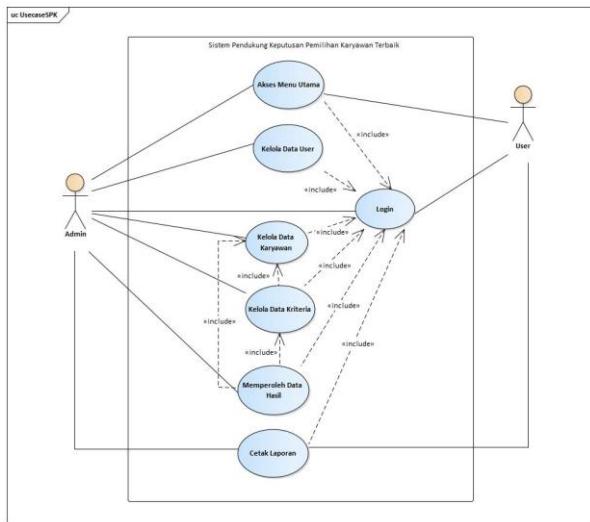 uc UsecaseSPK
Sistem Pendukung Keputusan Pemilihan Karyawan Terbaik
Akses Menu Utama
User
«include»
Kelola Data User
«include»
Admin
Login
Kelola Data
Karyawan
«include»
«include»
«include»
Kelola Data Kriteria
«include»
«include»
«include»
«include»
Memperoleh Data
Hasil
Cetak Laporan